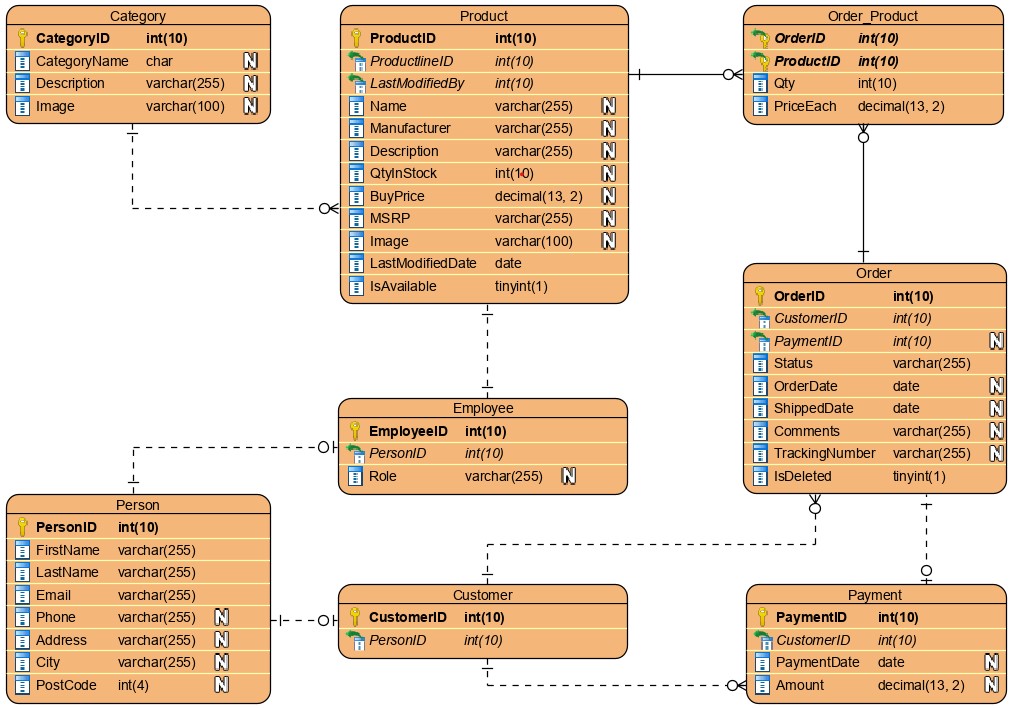 Category
CategoryID int(10)
CategoryName char N
Description varchar(255) N
Image varchar(100) N
Product
ProductID int(10)
ProductlineID int(10)
LastModifiedBy int(10)
Name varchar(255) N
Manufacturer varchar(255) N
Description varchar(255) N
QtyInStock int(10) N
BuyPrice decimal(13, 2) N
MSRP varchar(255) N
Image varchar(100) N
LastModifiedDate date
IsAvailable tinyint(1)
Order_Product
OrderID int(10)
ProductID int(10)
Qty int(10)
PriceEach decimal(13, 2)
Order
OrderID int(10)
CustomerID int(10)
PaymentID int(10) N
Status varchar(255)
OrderDate date N
ShippedDate date N
Comments varchar(255) N
TrackingNumber varchar(255) N
IsDeleted tinyint(1)
Employee
EmployeeID int(10)
PersonID int(10)
Role varchar(255) N
Person
PersonID int(10)
FirstName varchar(255)
LastName varchar(255)
Email varchar(255)
Phone varchar(255) N
Address varchar(255) N
City varchar(255) N
PostCode int(4) N
Customer
CustomerID int(10)
PersonID int(10)
Payment
PaymentID int(10)
CustomerID int(10)
PaymentDate date N
Amount decimal(13, 2) N